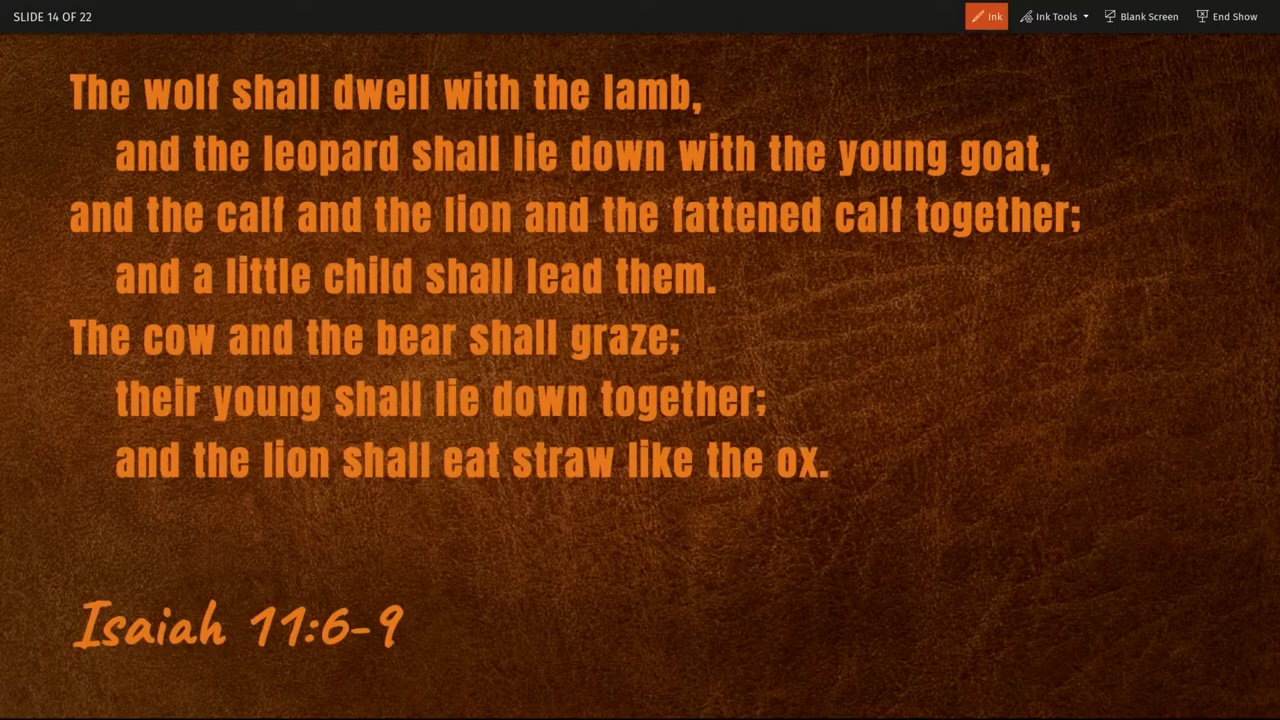 SLIDE 14 OF 22
Ink
Ink Tools
Blank Screen
End Show
The wolf shall dwell with the lamb,
and the leopard shall lie down with the young goat,
and the calf and the lion and the fattened calf together;
and a little child shall lead them.
The cow and the bear shall graze;
their young shall lie down together;
and the lion shall eat straw like the ox.
Isaiah 11:6-9